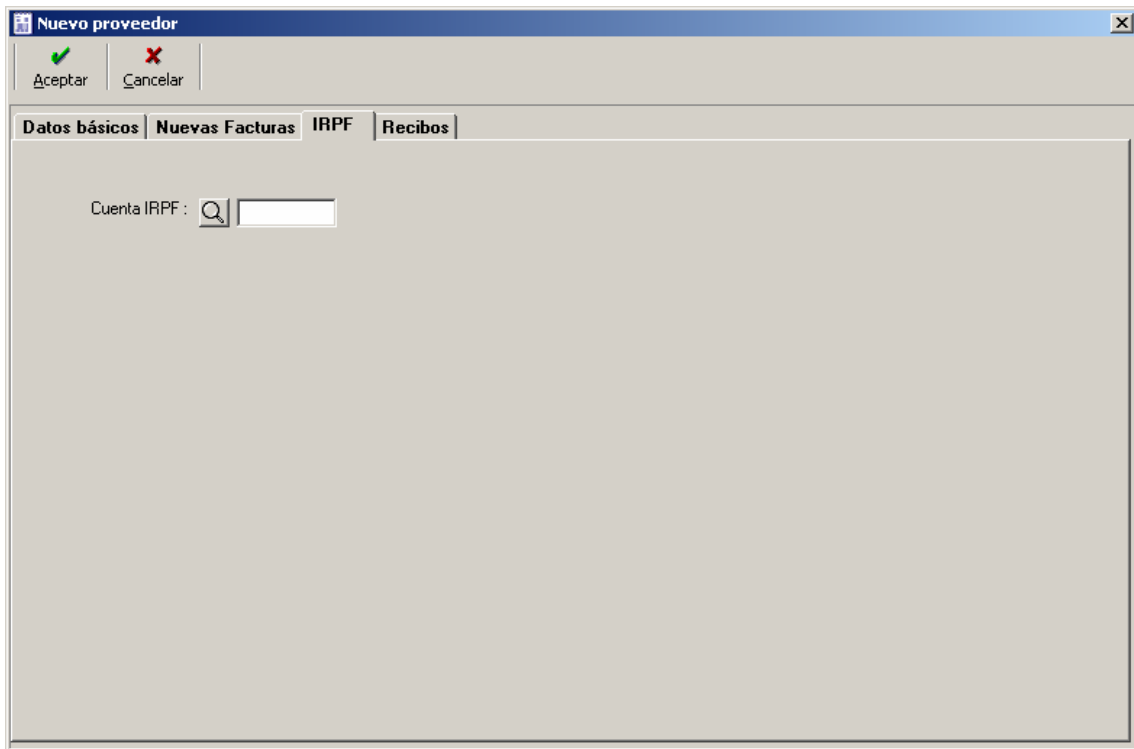 Nuevo proveedor
Aceptar Cancelar
Datos básicos Nuevas Facturas IRPF Recibos
Cuenta IRPF :